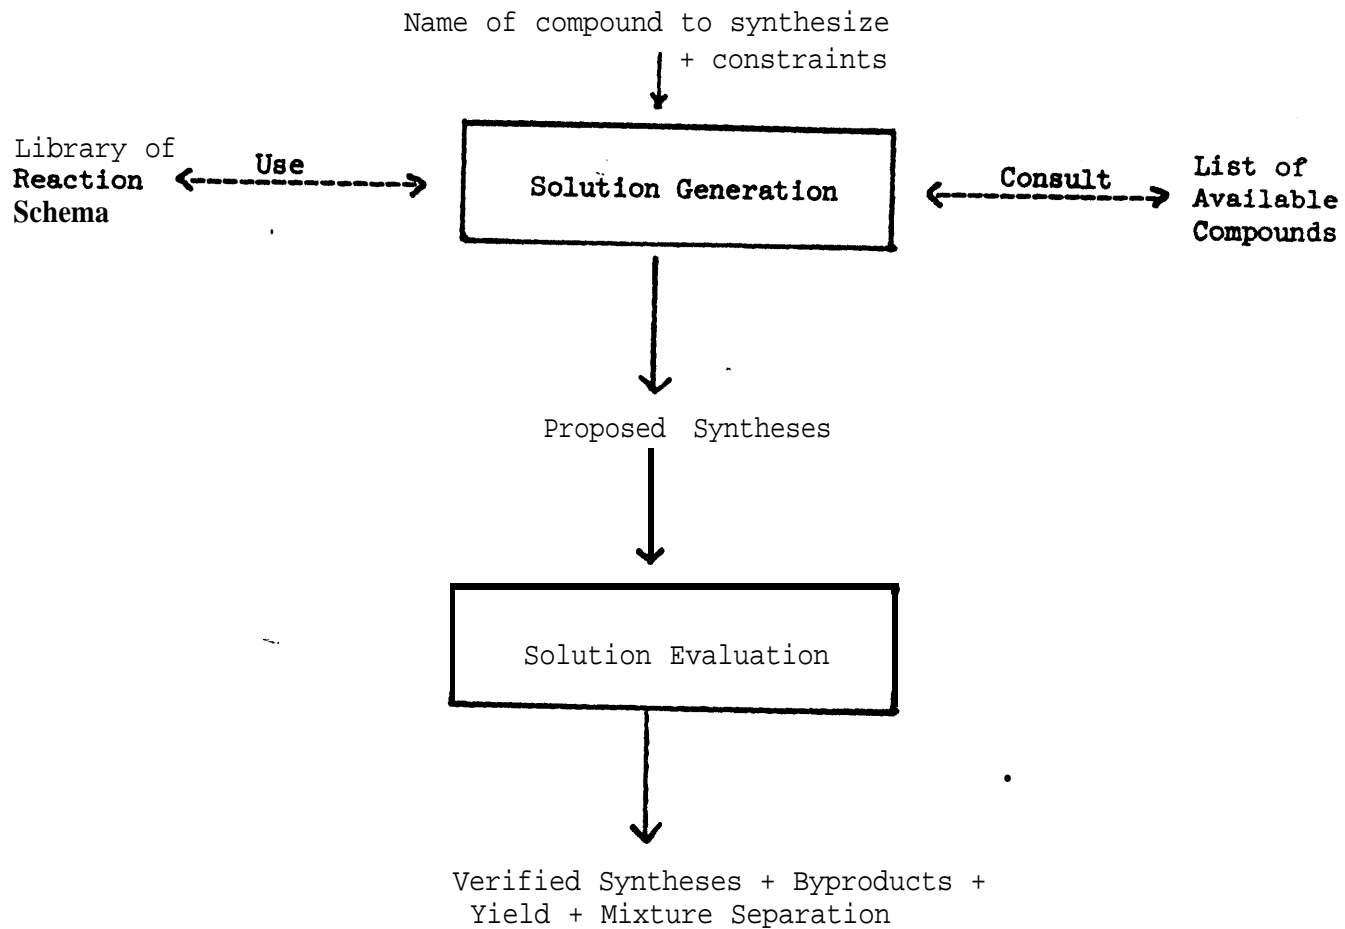 Name of compound to synthesize
+ constraints
Library of
Reaction
Schema
Use
Solution Generation
Consult
List of
Available
Compounds
Proposed Syntheses
Solution Evaluation
Verified Syntheses + Byproducts +
Yield + Mixture Separation